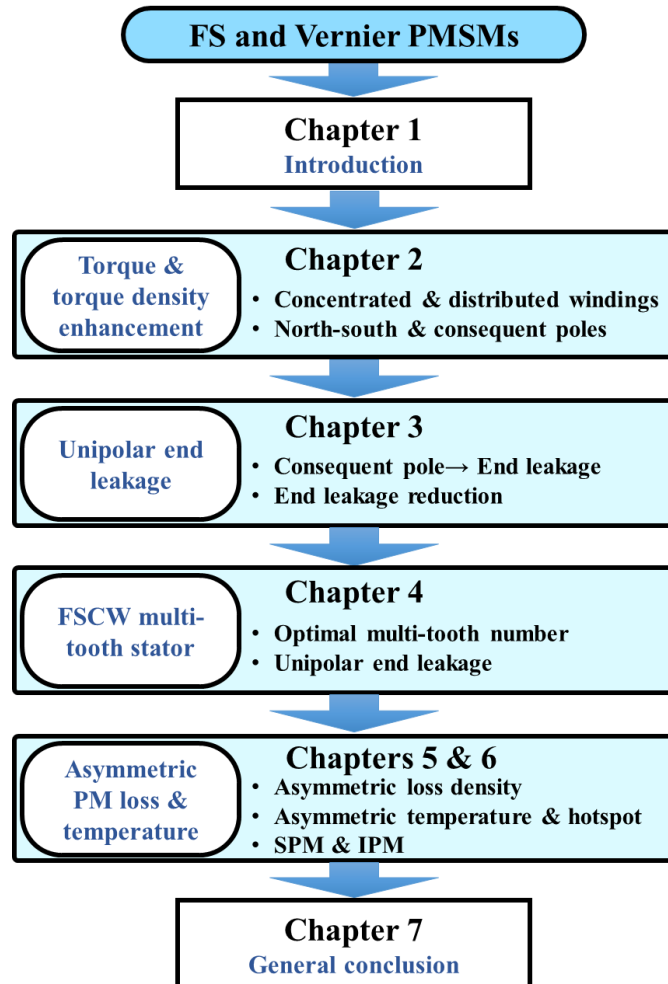 FS and Vernier PMSMs
Chapter 1
Introduction
Torque &
torque density
enhancement
Chapter 2
• Concentrated & distributed windings
• North-south & consequent poles
Unipolar end
leakage
Chapter 3
• Consequent pole→ End leakage
• End leakage reduction
FSCW multi-
tooth stator
Chapter 4
• Optimal multi-tooth number
• Unipolar end leakage
Asymmetric
PM loss &
temperature
Chapters 5 & 6
• Asymmetric loss density
• Asymmetric temperature & hotspot
• SPM & IPM
Chapter 7
General conclusion